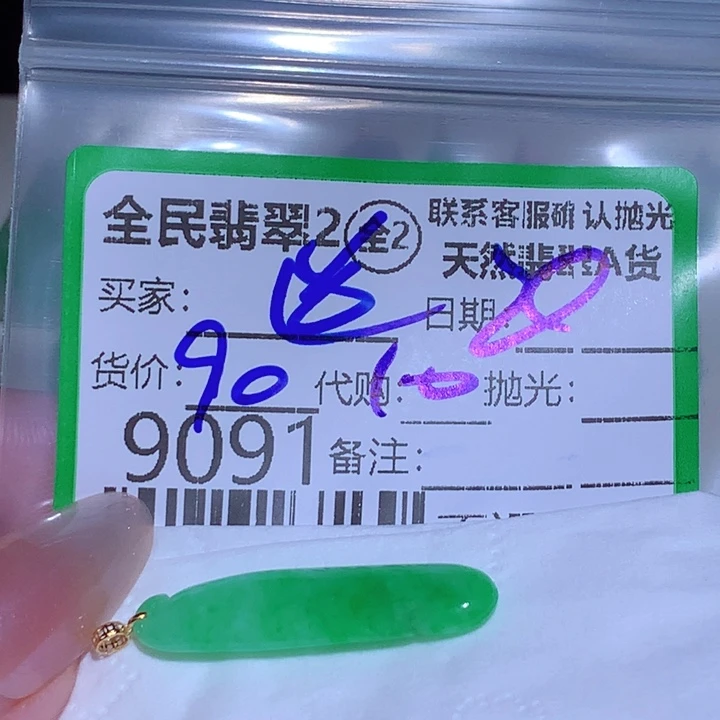 全民翡翠2 全2 联系客服确认抛光
天然翡翠A货
买家： 日期：
货价：90 代购： 抛光：
9091 备注：